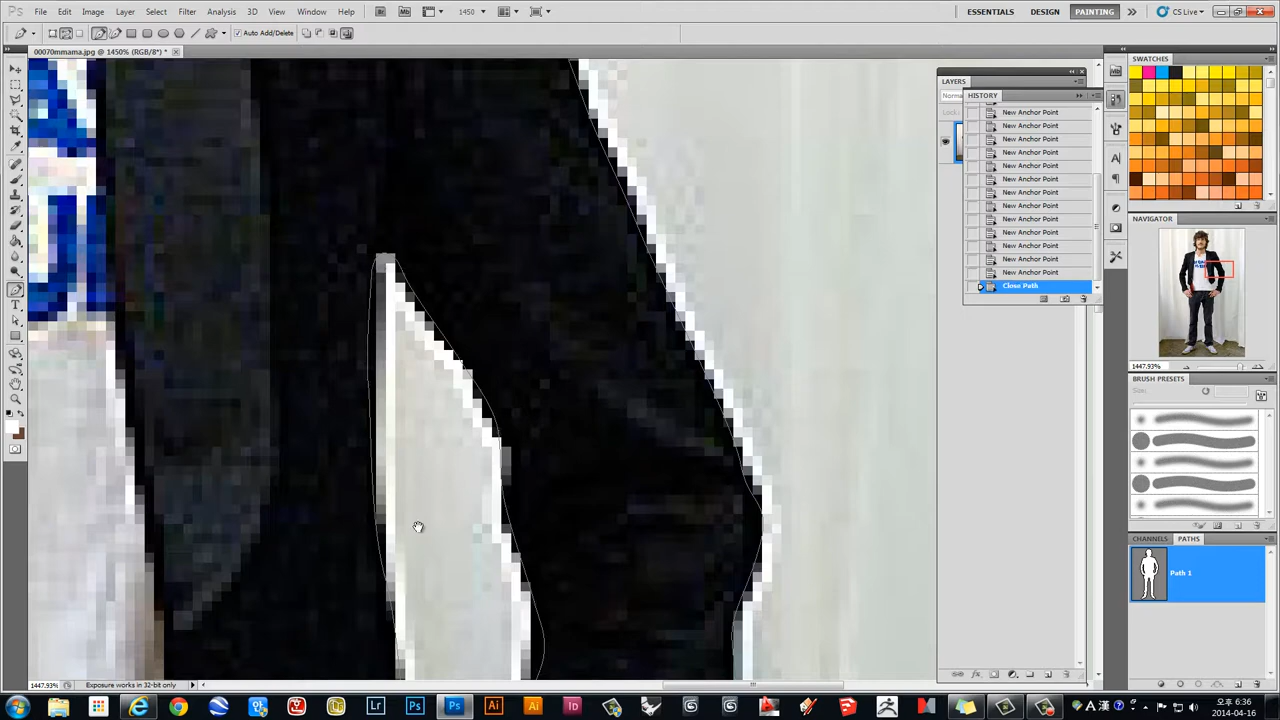 File Edit Image Layer Select Filter Analysis 3D View Window Help
1450
ESSENTIALS DESIGN PAINTING
CS Live
Auto Add/Delete
00070mmama.jpg @ 1450% (RGB/8*) *
LAYERS
HISTORY
New Anchor Point
New Anchor Point
New Anchor Point
New Anchor Point
New Anchor Point
New Anchor Point
New Anchor Point
New Anchor Point
New Anchor Point
New Anchor Point
New Anchor Point
New Anchor Point
New Anchor Point
Close Path
SWATCHES
NAVIGATOR
1447.93%
BRUSH PRESETS
CHANNELS PATHS
Path 1
1447.93%
Exposure works in 32-bit only
오후 6:36
2014-04-16